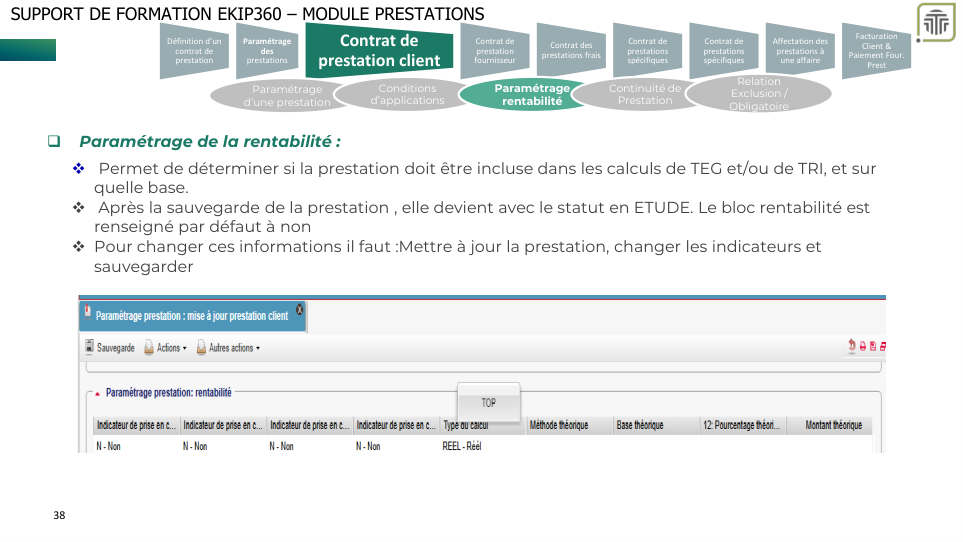 SUPPORT DE FORMATION EKIP360 – MODULE PRESTATIONS
Définition d'un
contrat de
prestation
Paramétrage
des
prestations
Contrat de
prestation client
Contrat de
prestation
fournisseur
Contrat des
prestations frais
Contrat de
prestations
spécifiques
Contrat de
prestations
spécifiques
Affectation des
prestations à
une affaire
Facturation
Client &
Paiement Four.
Prest
Paramétrage
d'une prestation
Conditions
d'applications
Paramétrage
rentabilité
Continuité de
Prestation
Relation
Exclusion /
Obligatoire
Paramétrage de la rentabilité :
Permet de déterminer si la prestation doit être incluse dans les calculs de TEG et/ou de TRI, et sur
quelle base.
Après la sauvegarde de la prestation , elle devient avec le statut en ETUDE. Le bloc rentabilité est
renseigné par défaut à non
Pour changer ces informations il faut :Mettre à jour la prestation, changer les indicateurs et
sauvegarder
Paramétrage prestation : mise à jour prestation client
Sauvegarde Actions Autres actions
Paramétrage prestation: rentabilité
TOP
Indicateur de prise en c... Indicateur de prise en c... Indicateur de prise en c... Indicateur de prise en c... Type du calcul Méthode théorique Base théorique 12: Pourcentage théori... Montant théorique
N - Non N - Non N - Non N - Non REEL - Réél
38